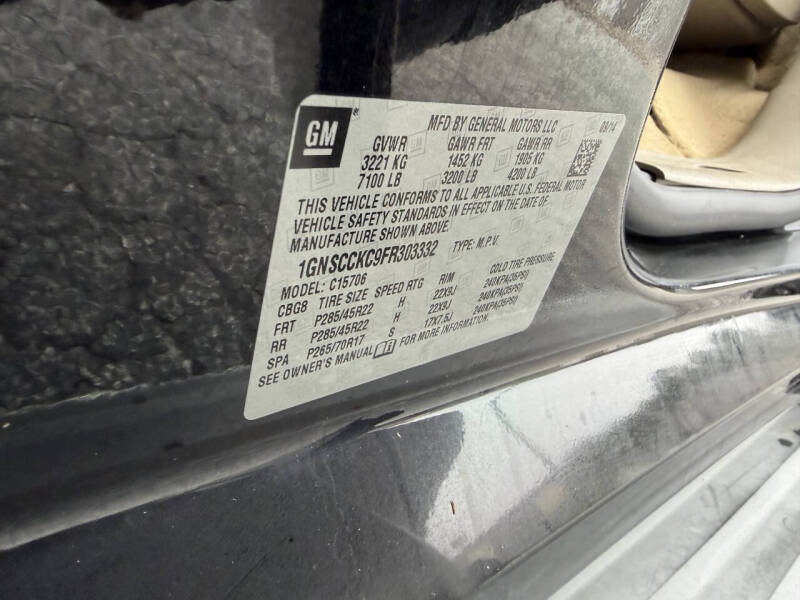 GM
MFD BY GENERAL MOTORS LLC 09/14
GVWR GAWR FRT GAWR RR
3221 KG 1452 KG 1905 KG
7100 LB 3200 LB 4200 LB
THIS VEHICLE CONFORMS TO ALL APPLICABLE U.S. FEDERAL MOTOR
VEHICLE SAFETY STANDARDS IN EFFECT ON THE DATE OF
MANUFACTURE SHOWN ABOVE.
1GNSCCKC9FR303332 TYPE: M.P.V.
MODEL: C15706
CBG8 TIRE SIZE SPEED RTG RIM COLD TIRE PRESSURE
FRT P285/45R22 H 22X9J 240KPA(35PSI)
RR P285/45R22 H 22X9J 240KPA(35PSI)
SPA P265/70R17 S 17X7.5J 240KPA(35PSI)
SEE OWNER'S MANUAL FOR MORE INFORMATION.